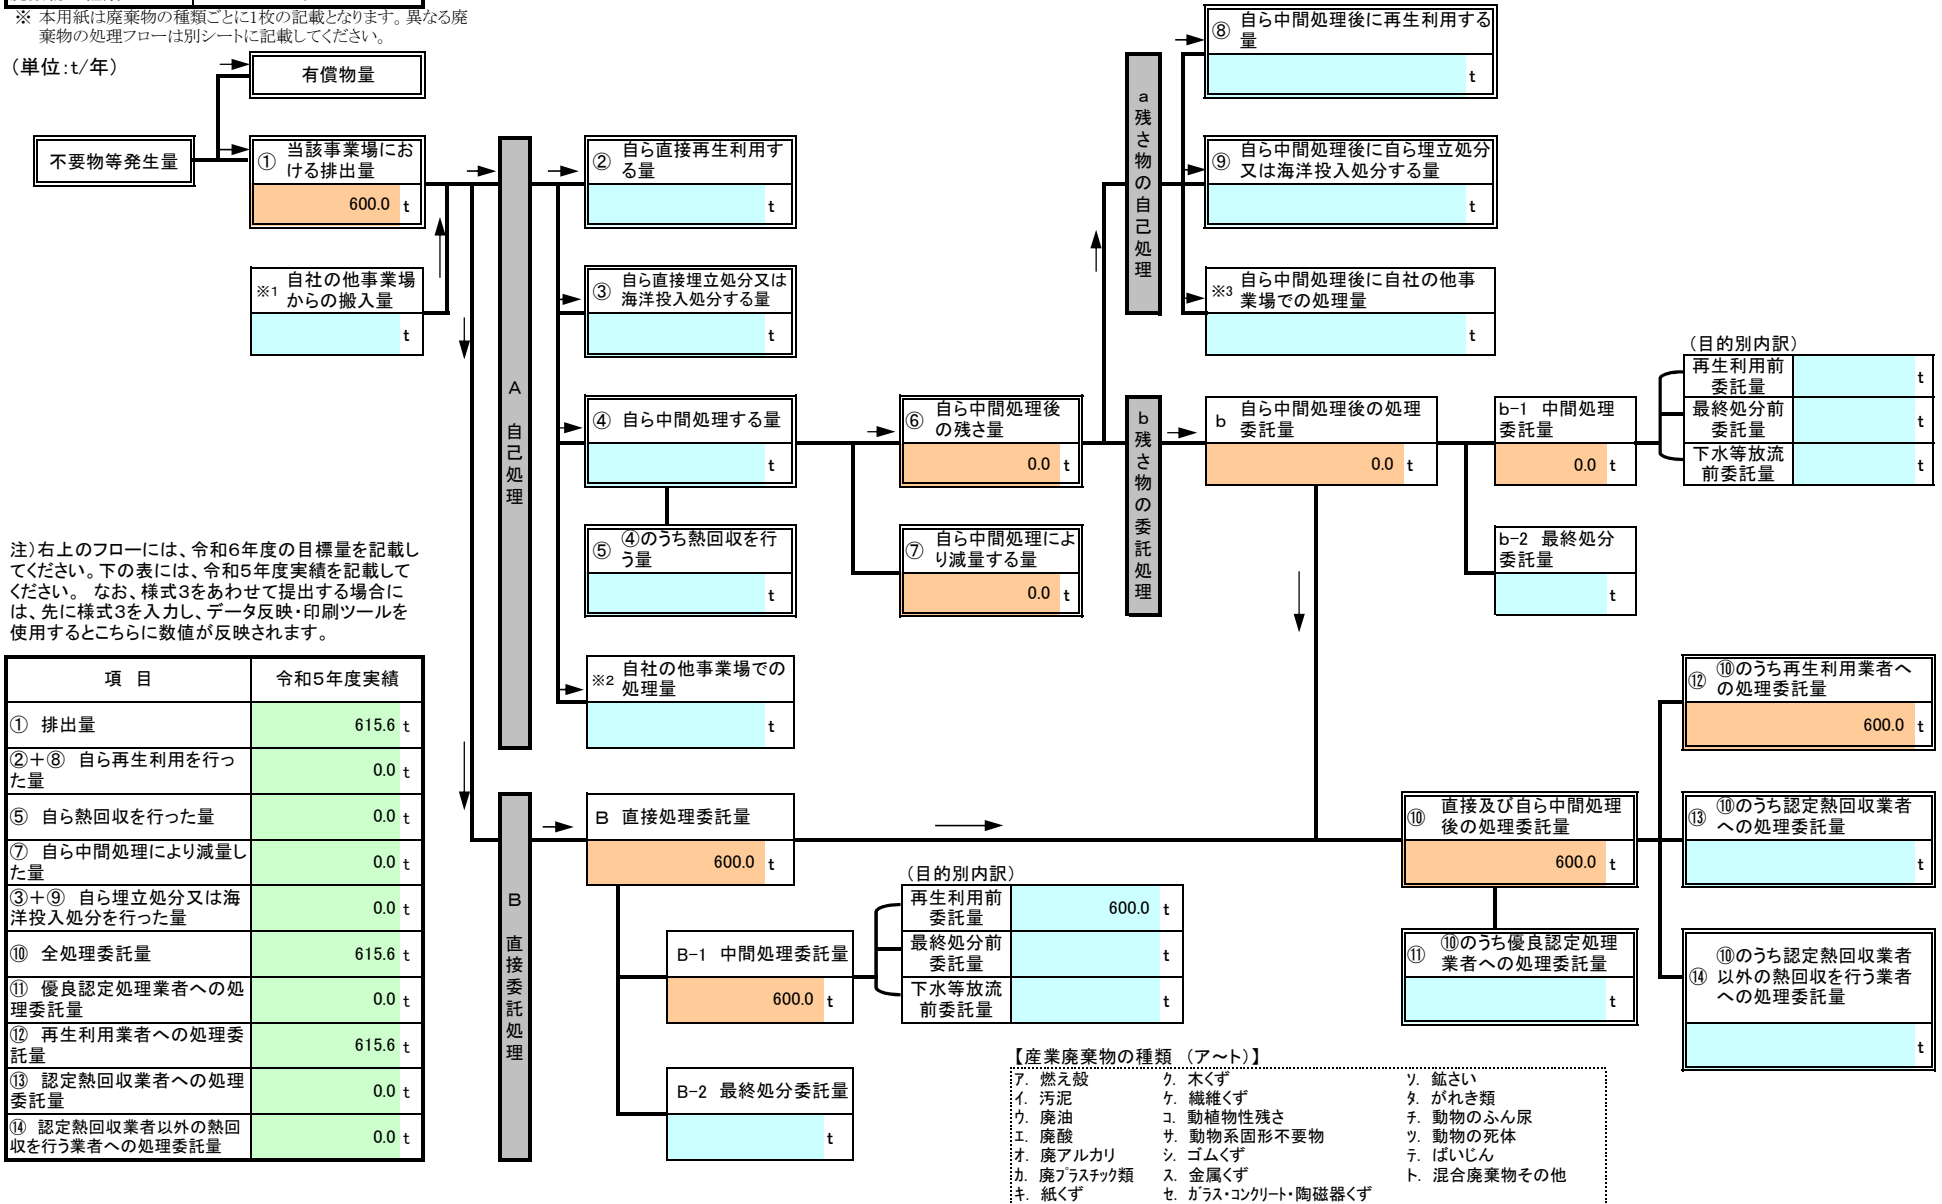 ※ 本用紙は廃棄物の種類ごとに1枚の記載となります。異なる廃
棄物の処理フローは別シートに記載してください。
(単位:t/年)
有償物量
不要物等発生量
① 当該事業場にお
ける排出量
600.0 t
※1 自社の他事業場
からの搬入量
t
A 自己処理
② 自ら直接再生利用す
る量
t
③ 自ら直接埋立処分又は
海洋投入処分する量
t
④ 自ら中間処理する量
t
⑤ ④のうち熱回収を行
う量
t
※2 自社の他事業場での
処理量
t
⑥ 自ら中間処理後
の残さ量
0.0 t
⑦ 自ら中間処理によ
り減量する量
0.0 t
a 残さ物の自己処理
⑧ 自ら中間処理後に再生利用する
量
t
⑨ 自ら中間処理後に自ら埋立処分
又は海洋投入処分する量
t
※3 自ら中間処理後に自社の他事
業場での処理量
t
b 残さ物の委託処理
b 自ら中間処理後の処理
委託量
0.0 t
b-1 中間処理
委託量
0.0 t
(目的別内訳)
再生利用前
委託量
t
最終処分前
委託量
t
下水等放流
前委託量
t
b-2 最終処分
委託量
t
注)右上のフローには、令和6年度の目標量を記載し
てください。下の表には、令和5年度実績を記載して
ください。 なお、様式3をあわせて提出する場合に
は、先に様式3を入力し、データ反映・印刷ツールを
使用するとこちらに数値が反映されます。
項 目 令和5年度実績
① 排出量 615.6 t
②+⑧ 自ら再生利用を行っ
た量 0.0 t
⑤ 自ら熱回収を行った量 0.0 t
⑦ 自ら中間処理により減量し
た量 0.0 t
③+⑨ 自ら埋立処分又は海
洋投入処分を行った量 0.0 t
⑩ 全処理委託量 615.6 t
⑪ 優良認定処理業者への処
理委託量 0.0 t
⑫ 再生利用業者への処理委
託量 615.6 t
⑬ 認定熱回収業者への処理
委託量 0.0 t
⑭ 認定熱回収業者以外の熱回
収を行う業者への処理委託量 0.0 t
B 直接委託処理
B 直接処理委託量
600.0 t
B-1 中間処理委託量
600.0 t
(目的別内訳)
再生利用前
委託量
600.0 t
最終処分前
委託量
t
下水等放流
前委託量
t
B-2 最終処分委託量
t
⑩ 直接及び自ら中間処理
後の処理委託量
600.0 t
⑪ ⑩のうち優良認定処理
業者への処理委託量
t
⑫ ⑩のうち再生利用業者へ
の処理委託量
600.0 t
⑬ ⑩のうち認定熱回収業者
への処理委託量
t
⑭ ⑩のうち認定熱回収業者
以外の熱回収を行う業者
への処理委託量
t
【産業廃棄物の種類 (ア~ト)】
ア. 燃え殻 ク. 木くず ソ. 鉱さい
イ. 汚泥 ケ. 繊維くず タ. がれき類
ウ. 廃油 コ. 動植物性残さ チ. 動物のふん尿
エ. 廃酸 サ. 動物系固形不要物 ツ. 動物の死体
オ. 廃アルカリ シ. ゴムくず テ. ばいじん
カ. 廃プラスチック類 ス. 金属くず ト. 混合廃棄物その他
キ. 紙くず セ. ガラス・コンクリート・陶磁器くず